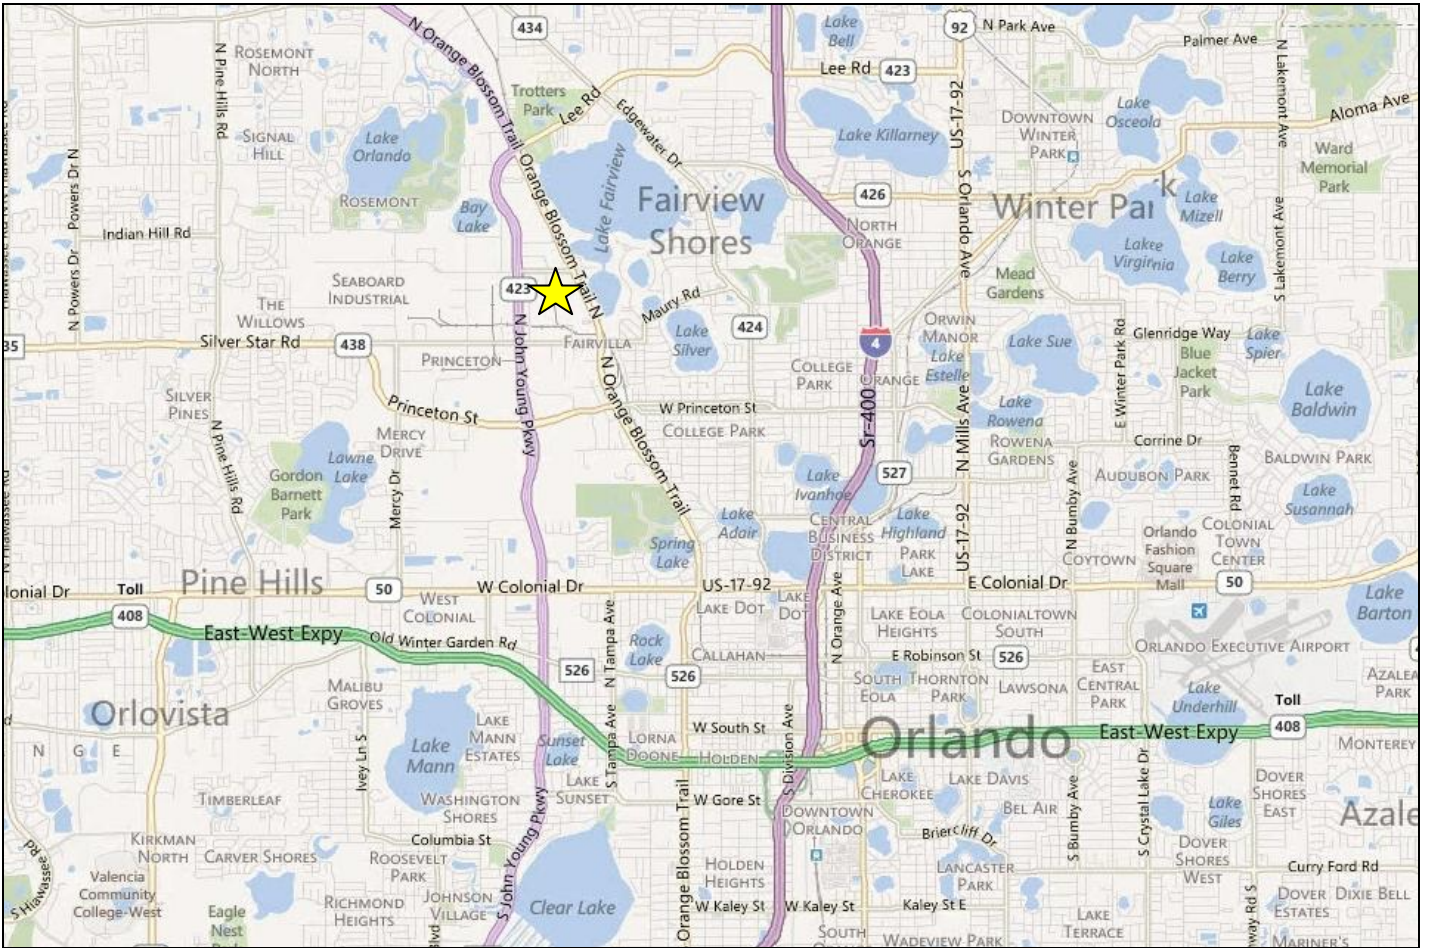 434
Lake
Bell
92
N Park Ave
Palmer Ave
N Orange Blossom Trail
ROSEMONT
NORTH
N Pine Hills Rd
Lee Rd
423
N Lakemont Ave
Trotters
Park
Lee Rd
Edgewater Dr
US-17-92
Lake
Osceola
Aloma Ave
SIGNAL
HILL
Lake
Orlando
Lake Killarney
DOWNTOWN
WINTER
PARK
Ward
Memorial
Park
Powers Dr N
ROSEMONT
Lake Fairview
Fairview
Shores
426
S Orlando Ave
Winter Park
Lake
Mizell
Bay
Lake
Orange Blossom Trail N
NORTH
ORANGE
Indian Hill Rd
Lake
Virginia
Lake
Berry
S Lakemont Ave
N Powers Dr
SEABOARD
INDUSTRIAL
423
Mead
Gardens
THE
WILLOWS
Maury Rd
424
Lake
Silver
ORWIN
MANOR
Lake
Estelle
Lake Sue
Glenridge Way
Lake
Spier
35
Silver Star Rd
438
FAIRVILLA
4
PRINCETON
N John Young Pkwy
COLLEGE
PARK
ORANGE
E Winter Park Rd
Blue
Jacket
Park
Lake
Baldwin
SILVER
PINES
Princeton St
N Orange Blossom Trail
W Princeton St
COLLEGE PARK
Sr-400
N Mills Ave
Lake
Rowena
ROWENA
GARDENS
Corrine Dr
MERCY
DRIVE
N Pine Hills Rd
Lawne
Lake
Gordon
Barnett
Park
Mercy Dr
Lake
Ivanhoe
527
N Bumby Ave
AUDUBON PARK
Bennet Rd
BALDWIN PARK
Lake
Susannah
Lake
Adair
CENTRAL
BUSINESS
DISTRICT
Lake
Highland
PARK
LAKE
US-17-92
Orlando
Fashion
Square
Mall
COLONIAL
TOWN
CENTER
COYTOWN
Spring
Lake
N Hiawassee Rd
Pine Hills
lonial Dr
Toll
408
50
W Colonial Dr
US-17-92
E Colonial Dr
50
Lake
Barton
WEST
COLONIAL
LAKE DOT
LAKE
DOT
N Orange Ave
LAKE EOLA
HEIGHTS
COLONIALTOWN
SOUTH
East-West Expy
Old Winter Garden Rd
N Tampa Ave
Rock
Lake
CALLAHAN
E Robinson St
526
ORLANDO EXECUTIVE AIRPORT
526
526
MALIBU
GROVES
SOUTH
EOLA
THORNTON
PARK
LAWSONA
EAST
CENTRAL
PARK
Lake
Underhill
AZALEA
PARK
Toll
408
Orlovista
d
LAKE
MANN
ESTATES
Sunset
Lake
S Tampa Ave
LORNA
DOONE
W South St
HOLDEN
S Division Ave
Orlando
East-West Expy
MONTEREY
N G E
Lake
Mann
Ivey Ln S
LAKE
SUNSET
LAKE
CHEROKEE
LAKE DAVIS
S Bumby Ave
S Crystal Lake Dr
DOVER
SHORES
EAST
TIMBERLEAF
WASHINGTON
SHORES
Orange Blossom Trail
W Gore St
DOWNTOWN
ORLANDO
BEL AIR
Lake
Giles
Azale
S Hiawassee Rd
KIRKMAN
NORTH
CARVER SHORES
Columbia St
ROOSEVELT
PARK
S John Young Pkwy
Briercliff Dr
DOVER
SHORES
WEST
Valencia
Community
College-West
HOLDEN
HEIGHTS
LANCASTER
PARK
Curry Ford Rd
RICHMOND
HEIGHTS
JOHNSON
VILLAGE
Clear Lake
W Kaley St
W Kaley St
Kaley St E
DOVER
ESTATES
DIXIE BELL
Eagle
Nest
Blvd
SOUTH
WADEVIEW PARK
LAKE
TERRACE
way Rd S
MARINER'S